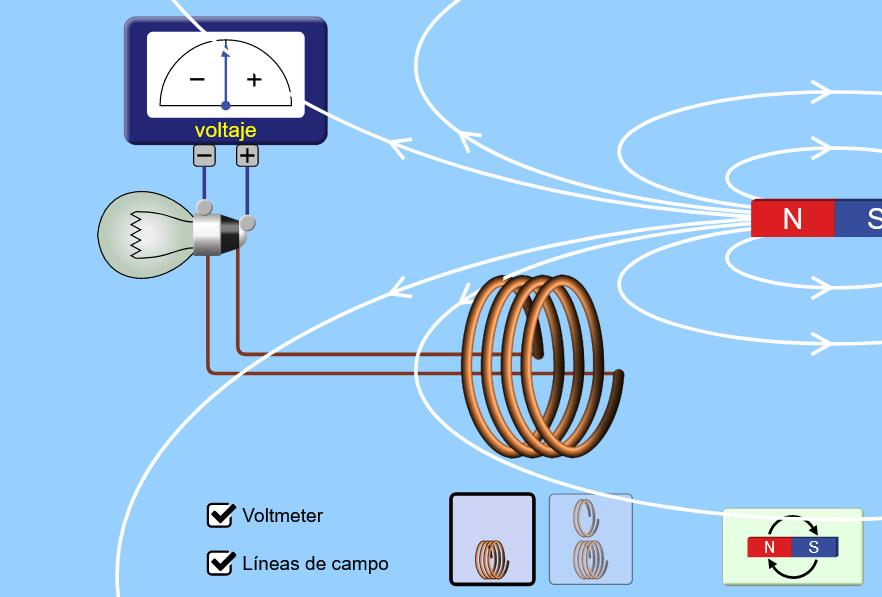 − +
voltaje
− +
N S
Voltmeter
Líneas de campo
N S